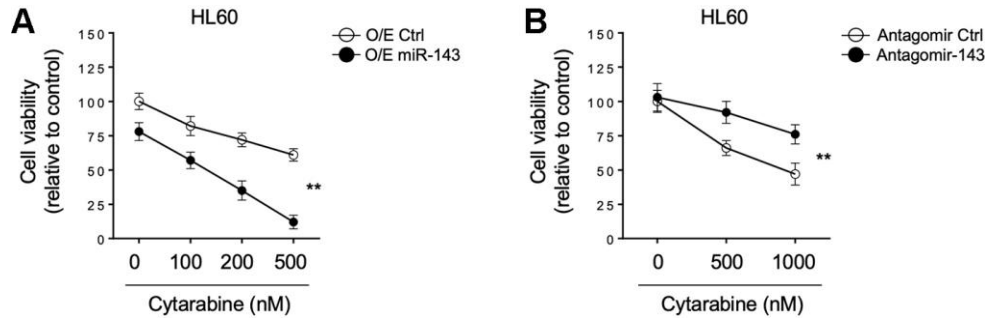 A
HL60
O/E Ctrl
O/E miR-143
Cell viability
(relative to control)
150
125
100
75
50
25
0
**
0 100 200 500
Cytarabine (nM)
B
HL60
Antagomir Ctrl
Antagomir-143
Cell viability
(relative to control)
150
125
100
75
50
25
0
**
0 500 1000
Cytarabine (nM)